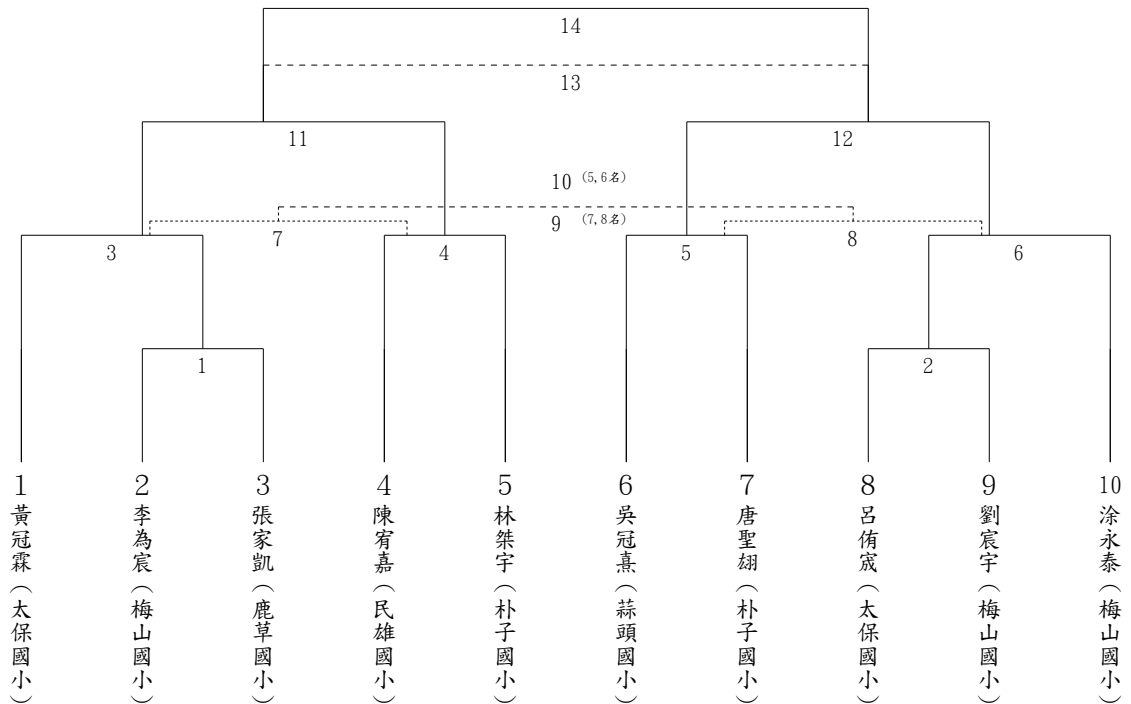 14
13
11
12
10 (5,6名)
9 (7,8名)
7
8
3
4
5
6
1
2
1 黃冠霖(太保國小)
2 李為宸(梅山國小)
3 張家凱(鹿草國小)
4 陳宥嘉(民雄國小)
5 林桀宇(朴子國小)
6 吳冠熹(蒜頭國小)
7 唐聖翃(朴子國小)
8 呂侑宬(太保國小)
9 劉宸宇(梅山國小)
10 涂永泰(梅山國小)